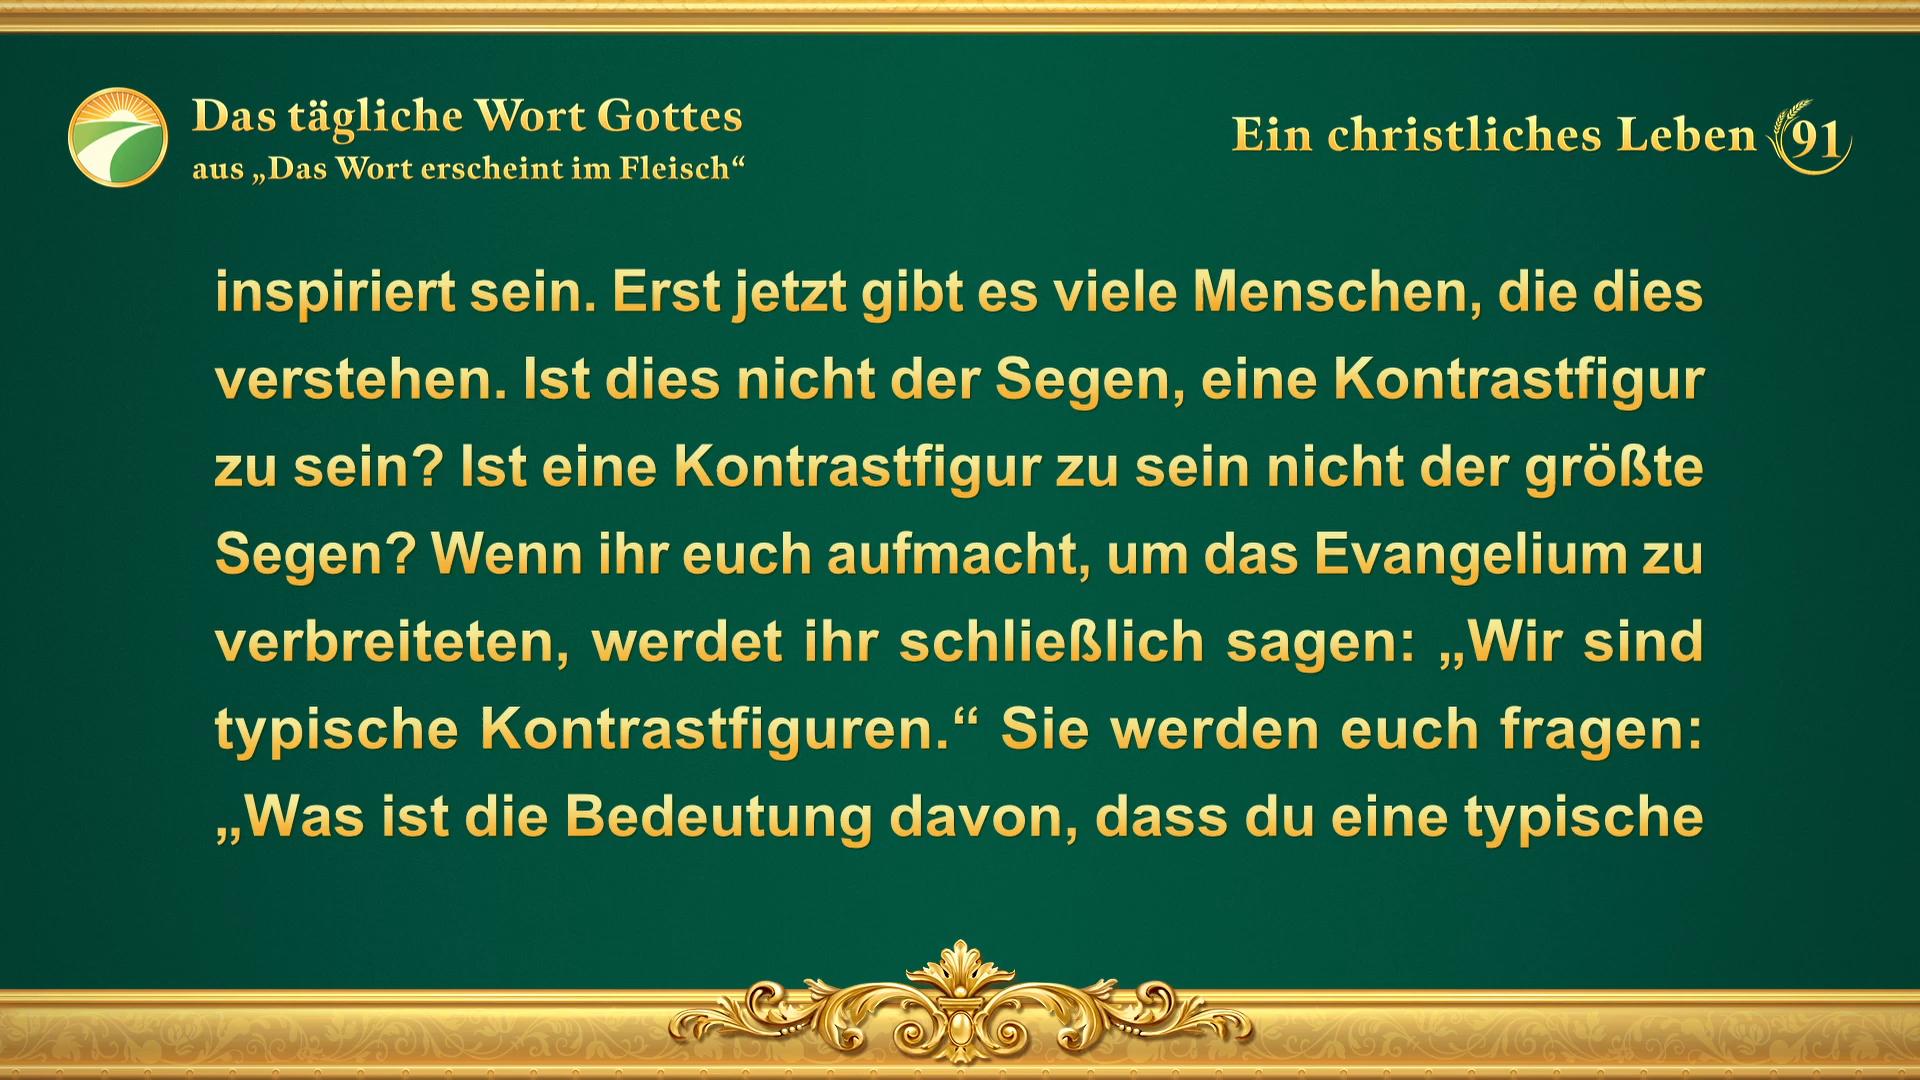 Das tägliche Wort Gottes
aus „Das Wort erscheint im Fleisch“
Ein christliches Leben 91
inspiriert sein. Erst jetzt gibt es viele Menschen, die dies
verstehen. Ist dies nicht der Segen, eine Kontrastfigur
zu sein? Ist eine Kontrastfigur zu sein nicht der größte
Segen? Wenn ihr euch aufmacht, um das Evangelium zu
verbreiteten, werdet ihr schließlich sagen: „Wir sind
typische Kontrastfiguren.“ Sie werden euch fragen:
„Was ist die Bedeutung davon, dass du eine typische